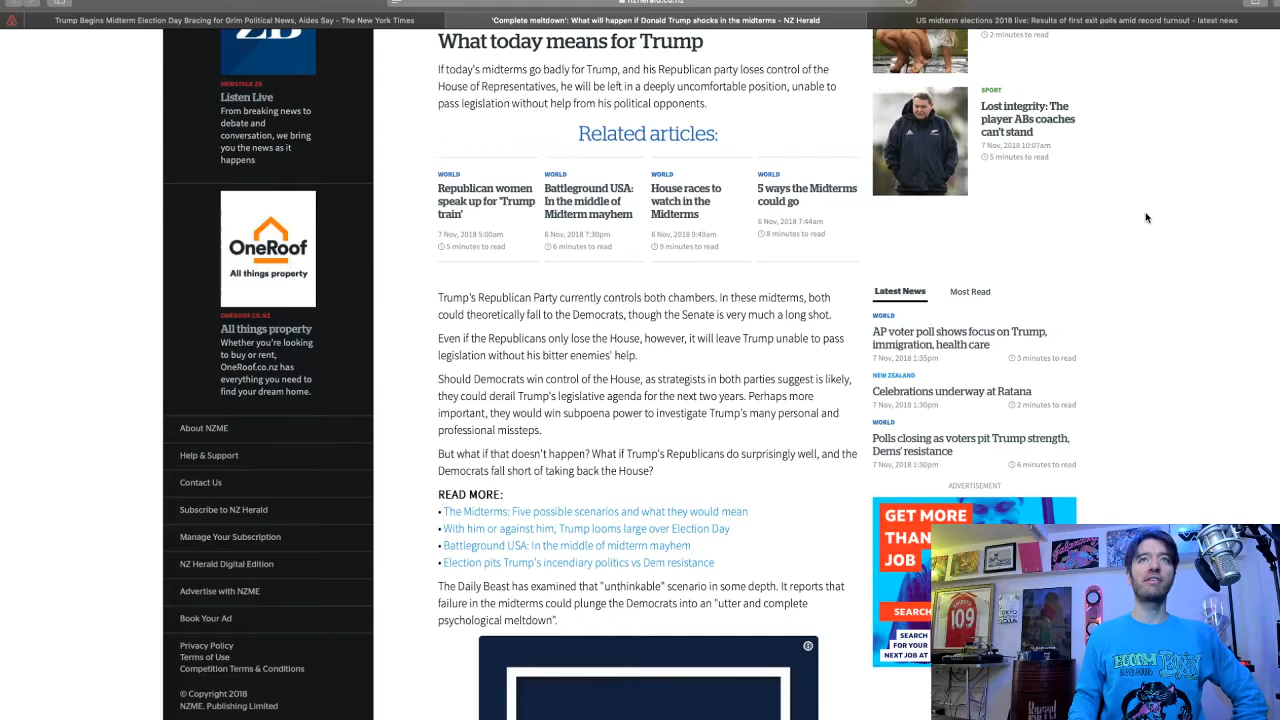 nzherald.co.nz
Trump Begins Midterm Election Day Bracing for Grim Political News, Aides Say - The New York Times
'Complete meltdown': What will happen if Donald Trump shocks in the midterms - NZ Herald
US midterm elections 2018 live: Results of first exit polls amid record turnout - latest news
ZB
NEWSTALK ZB
Listen Live
From breaking news to
debate and
conversation, we bring
you the news as it
happens
OneRoof
All things property
ONEROOF.CO.NZ
All things property
Whether you're looking
to buy or rent,
OneRoof.co.nz has
everything you need to
find your dream home.
About NZME
Help & Support
Contact Us
Subscribe to NZ Herald
Manage Your Subscription
NZ Herald Digital Edition
Advertise with NZME
Book Your Ad
Privacy Policy
Terms of Use
Competition Terms & Conditions
© Copyright 2018
NZME. Publishing Limited
What today means for Trump
If today's midterms go badly for Trump, and his Republican party loses control of the
House of Representatives, he will be left in a deeply uncomfortable position, unable to
pass legislation without help from his political opponents.
Related articles:
WORLD
Republican women
speak up for 'Trump
train'
7 Nov, 2018 5:00am
5 minutes to read
WORLD
Battleground USA:
In the middle of
Midterm mayhem
6 Nov, 2018 7:30pm
6 minutes to read
WORLD
House races to
watch in the
Midterms
6 Nov, 2018 9:49am
9 minutes to read
WORLD
5 ways the Midterms
could go
6 Nov, 2018 7:44am
8 minutes to read
Trump's Republican Party currently controls both chambers. In these midterms, both
could theoretically fall to the Democrats, though the Senate is very much a long shot.
Even if the Republicans only lose the House, however, it will leave Trump unable to pass
legislation without his bitter enemies' help.
Should Democrats win control of the House, as strategists in both parties suggest is likely,
they could derail Trump's legislative agenda for the next two years. Perhaps more
important, they would win subpoena power to investigate Trump's many personal and
professional missteps.
But what if that doesn't happen? What if Trump's Republicans do surprisingly well, and the
Democrats fall short of taking back the House?
READ MORE:
• The Midterms: Five possible scenarios and what they would mean
• With him or against him, Trump looms large over Election Day
• Battleground USA: In the middle of midterm mayhem
• Election pits Trump's incendiary politics vs Dem resistance
The Daily Beast has examined that "unthinkable" scenario in some depth. It reports that
failure in the midterms could plunge the Democrats into an "utter and complete
psychological meltdown".
2 minutes to read
SPORT
Lost integrity: The
player ABs coaches
can't stand
7 Nov, 2018 10:07am
5 minutes to read
Latest News
Most Read
WORLD
AP voter poll shows focus on Trump,
immigration, health care
7 Nov, 2018 1:35pm
3 minutes to read
NEW ZEALAND
Celebrations underway at Ratana
7 Nov, 2018 1:30pm
2 minutes to read
WORLD
Polls closing as voters pit Trump strength,
Dems' resistance
7 Nov, 2018 1:30pm
6 minutes to read
ADVERTISEMENT
GET MORE
THAN
JOB
SEARCH
SEARCH
FOR YOUR
NEXT JOB AT
109